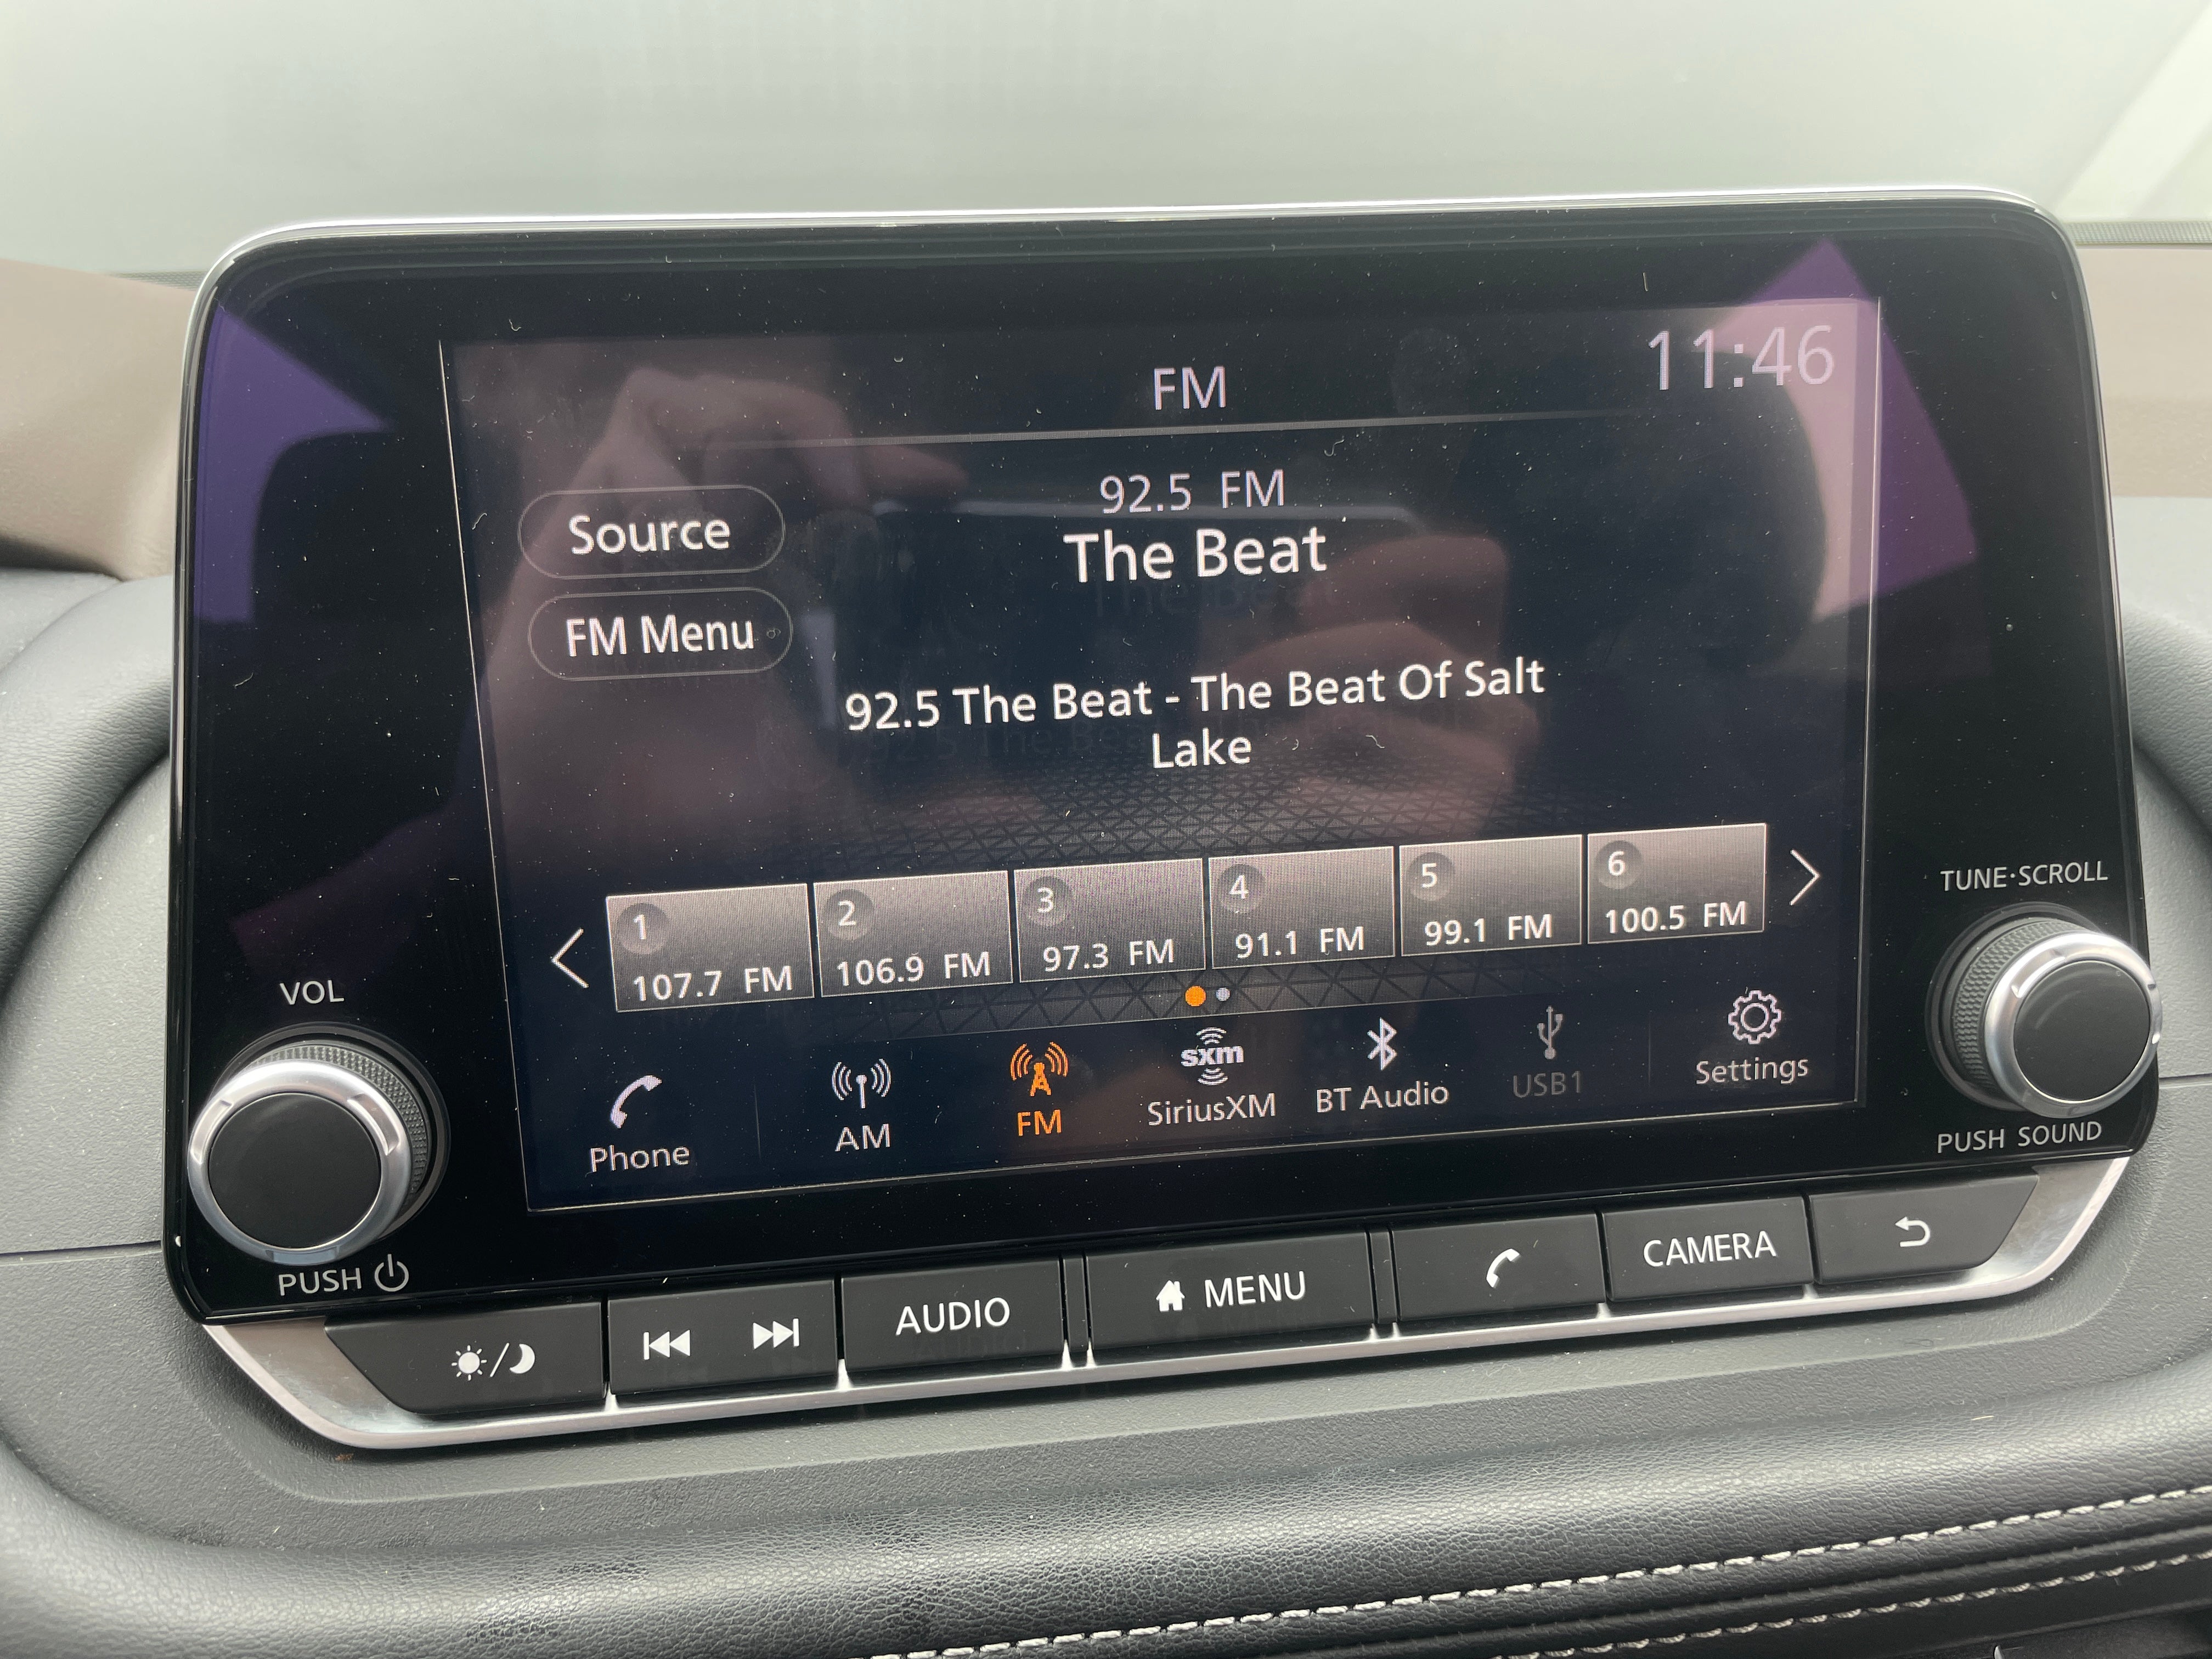 FM
11:46
92.5 FM
The Beat
Source
FM Menu
92.5 The Beat - The Beat Of Salt
Lake
1
107.7 FM
2
106.9 FM
3
97.3 FM
4
91.1 FM
5
99.1 FM
6
100.5 FM
Phone
AM
FM
sxm
SiriusXM
BT Audio
USB1
Settings
VOL
PUSH
TUNE·SCROLL
PUSH SOUND
AUDIO
MENU
CAMERA